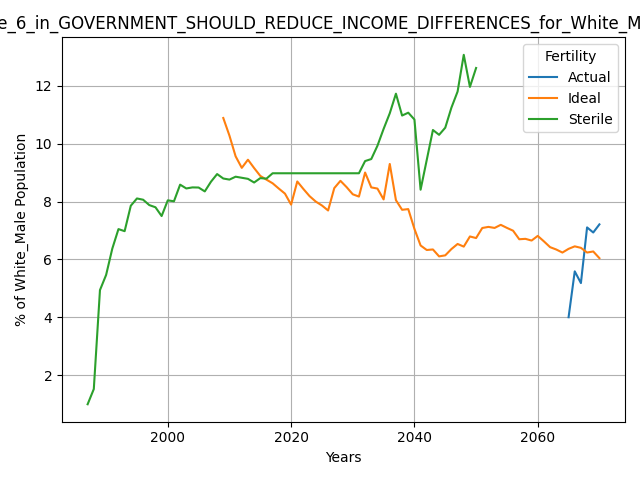 e_6_in_GOVERNMENT_SHOULD_REDUCE_INCOME_DIFFERENCES_for_White_M
Fertility
Actual
Ideal
Sterile
% of White_Male Population
12
10
8
6
4
2
2000 2020 2040 2060
Years